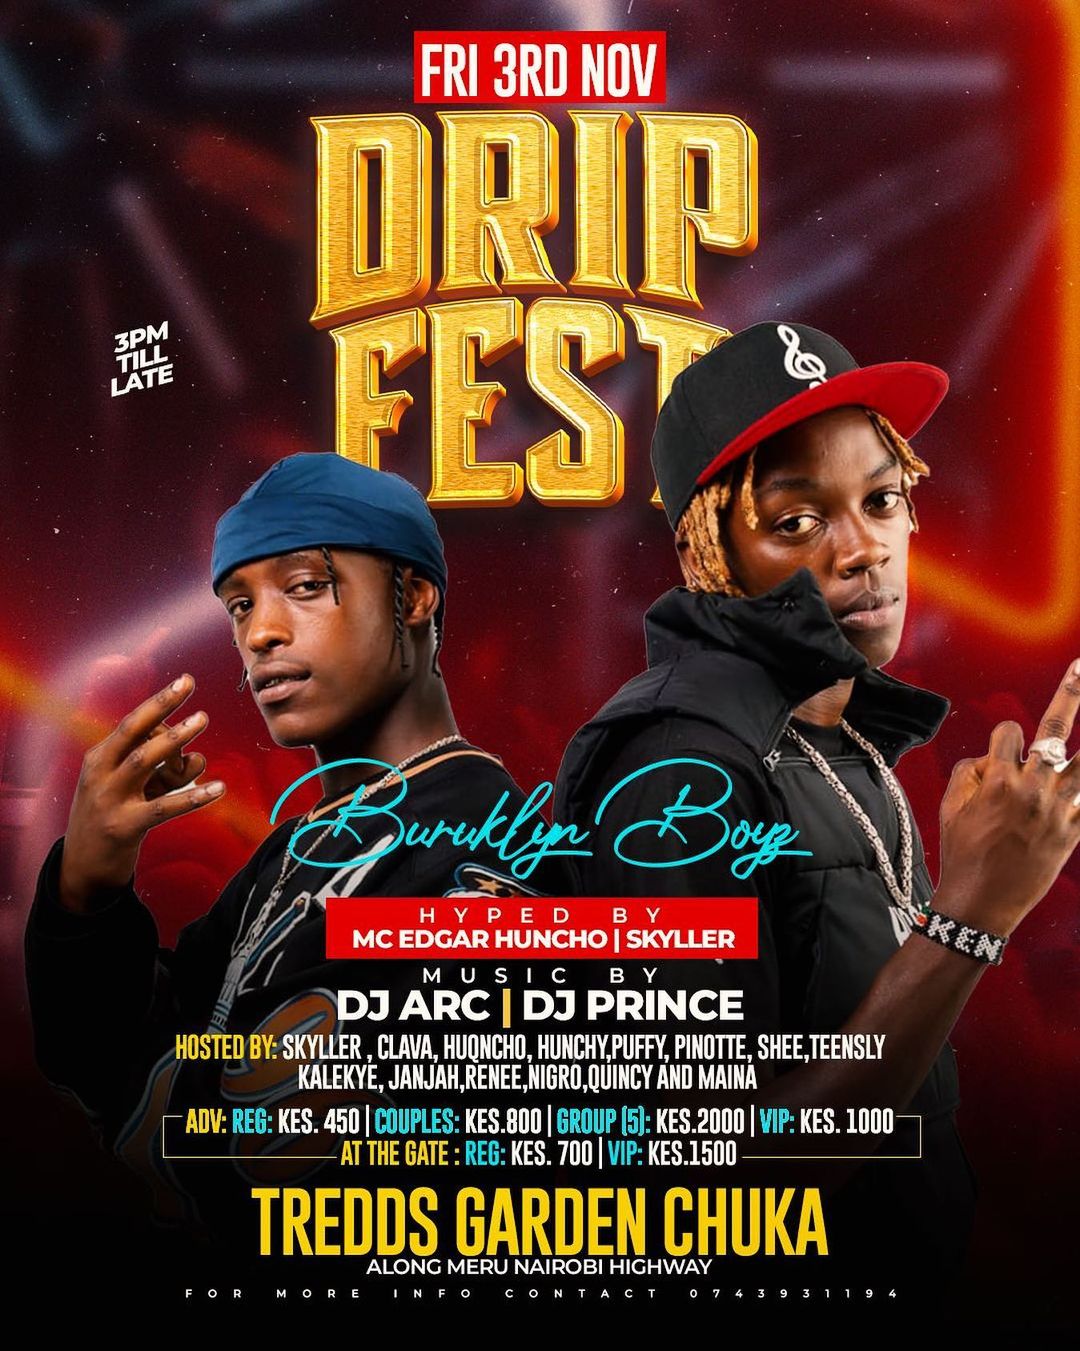 FRI 3RD NOV
DRIP
FEST
3PM
TILL
LATE
Buruklyn Boyz
HYPED BY
MC EDGAR HUNCHO | SKYLLER
MUSIC BY
DJ ARC | DJ PRINCE
HOSTED BY: SKYLLER , CLAVA, HUQNCHO, HUNCHY,PUFFY, PINOTTE, SHEE,TEENSLY
KALEKYE, JANJAH,RENEE,NIGRO,QUINCY AND MAINA
ADV: REG: KES. 450 | COUPLES: KES.800 | GROUP (5): KES.2000 | VIP: KES. 1000
AT THE GATE : REG: KES. 700 | VIP: KES.1500
TREDDS GARDEN CHUKA
ALONG MERU NAIROBI HIGHWAY
FOR MORE INFO CONTACT 0743931194